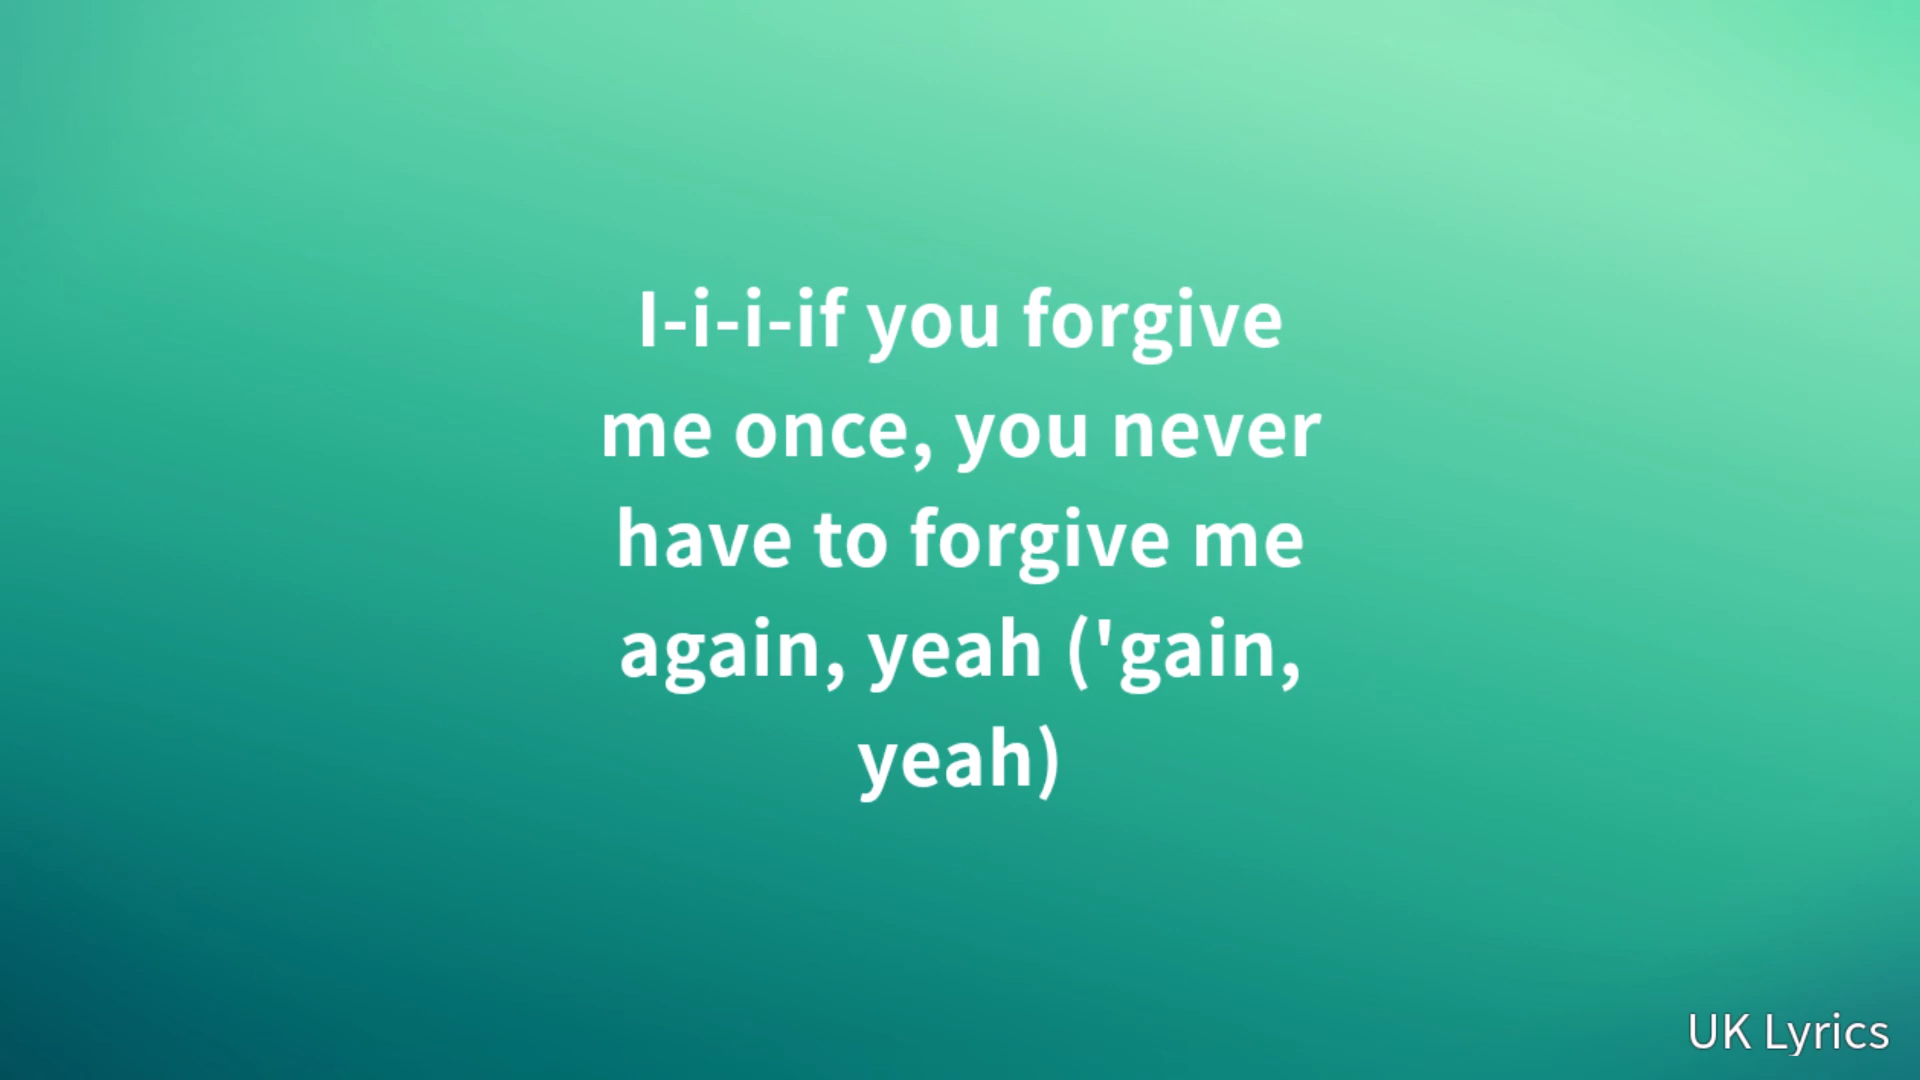 I-i-i-if you forgive
me once, you never
have to forgive me
again, yeah ('gain,
yeah)
UK Lyrics